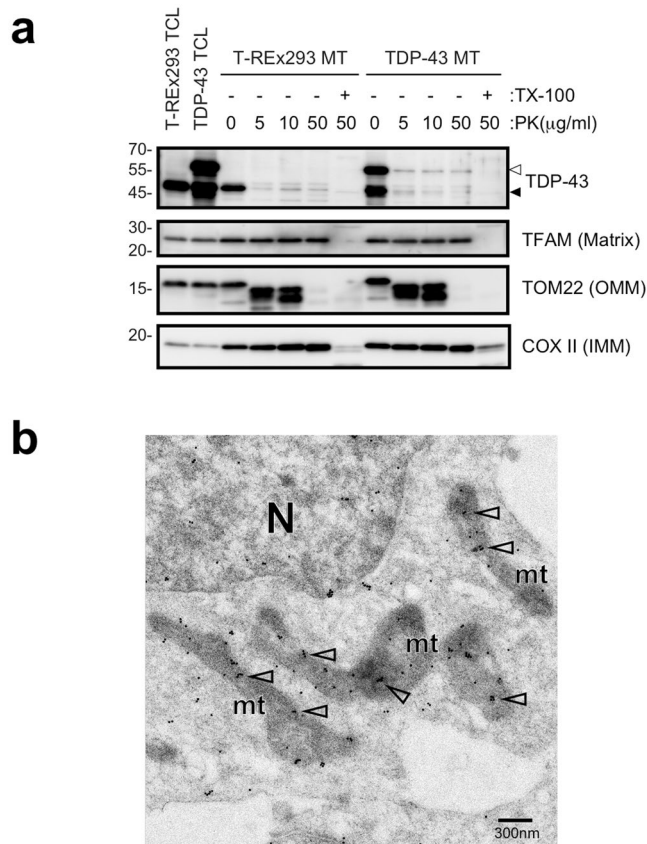 a
T-REx293 TCL
TDP-43 TCL
T-REx293 MT
TDP-43 MT
- - - - + - - - - + :TX-100
0 5 10 50 50 0 5 10 50 50 :PK(μg/ml)
70-
55-
45-
TDP-43
30-
20-
TFAM (Matrix)
15-
TOM22 (OMM)
20-
COX II (IMM)
b
N
mt
mt
mt
300nm